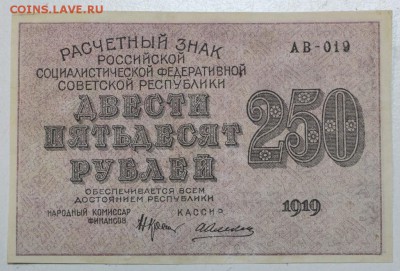 COINS.LAVE.RU
РАСЧЕТНЫЙ ЗНАК
РОССИЙСКОЙ
СОЦИАЛИСТИЧЕСКОЙ ФЕДЕРАТИВНОЙ
СОВЕТСКОЙ РЕСПУБЛИКИ
АВ-019
ДВЕСТИ
ПЯТЬДЕСЯТ
РУБЛЕЙ
250
ОБЕСПЕЧИВАЕТСЯ ВСЕМ
ДОСТОЯНИЕМ РЕСПУБЛИКИ
1919
НАРОДНЫЙ КОМИССАР
ФИНАНСОВ
КАССИР